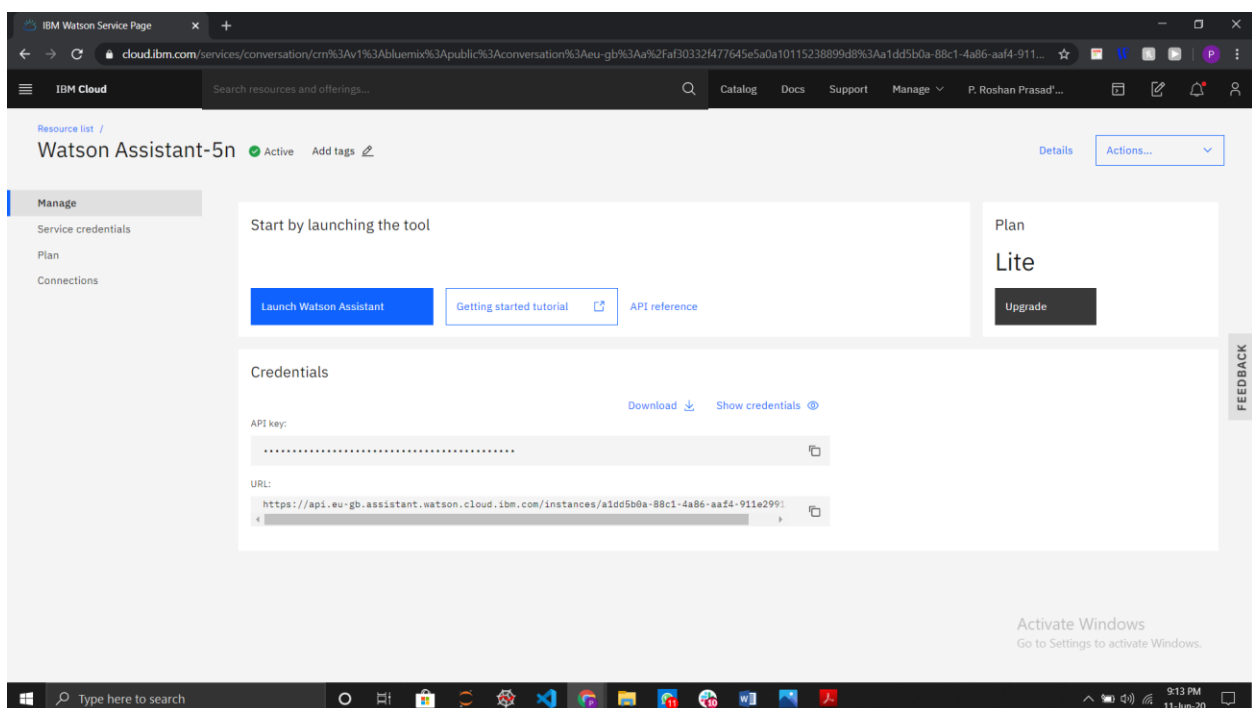 IBM Watson Service Page
cloud.ibm.com/services/conversation/crn%3Av1%3Abluemix%3Apublic%3Aconversation%3Aeu-gb%3Aa%2Faf30332f477645e5a0a10115238899d8%3Aa1dd5b0a-88c1-4a86-aaf4-911...
P
IBM Cloud
Search resources and offerings...
Catalog
Docs
Support
Manage
P. Roshan Prasad'...
Resource list /
Watson Assistant-5n
Active
Add tags
Details
Actions...
Manage
Service credentials
Plan
Connections
Start by launching the tool
Launch Watson Assistant
Getting started tutorial
API reference
Plan
Lite
Upgrade
FEEDBACK
Credentials
Download
Show credentials
API key:
............................................
URL:
https://api.eu-gb.assistant.watson.cloud.ibm.com/instances/a1dd5b0a-88c1-4a86-aaf4-911e2991
Activate Windows
Go to Settings to activate Windows.
Type here to search
9:13 PM
11-Jun-20